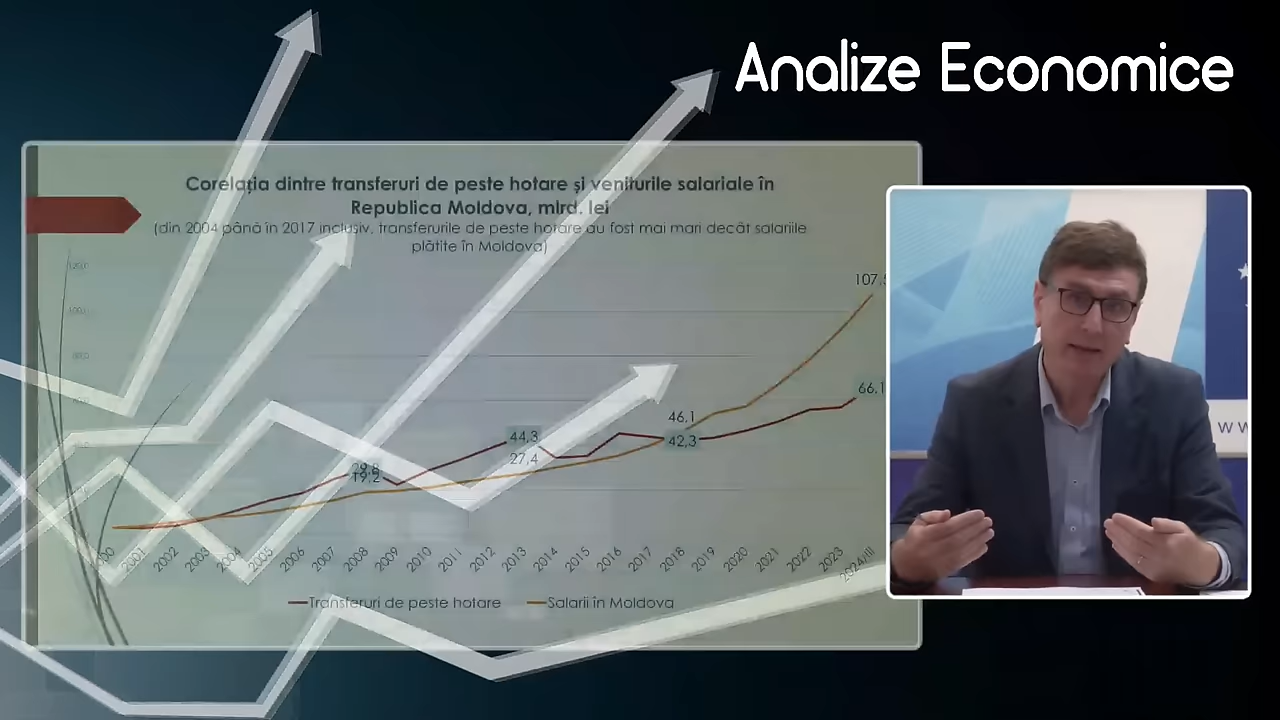 Analize Economice
Corelația dintre transferuri de peste hotare și veniturile salariale în
Republica Moldova, mlrd. lei
(din 2004 până în 2017 inclusiv, transferurile de peste hotare au fost mai mari decât salariile
plătite în Moldova)
107,
66,1
46,1
44,3
42,3
27,4
19,2
2001 2002 2003 2004 2005 2006 2007 2008 2009 2010 2011 2012 2013 2014 2015 2016 2017 2018 2019 2020 2021 2022 2023 2024/III
Transferuri de peste hotare Salarii în Moldova